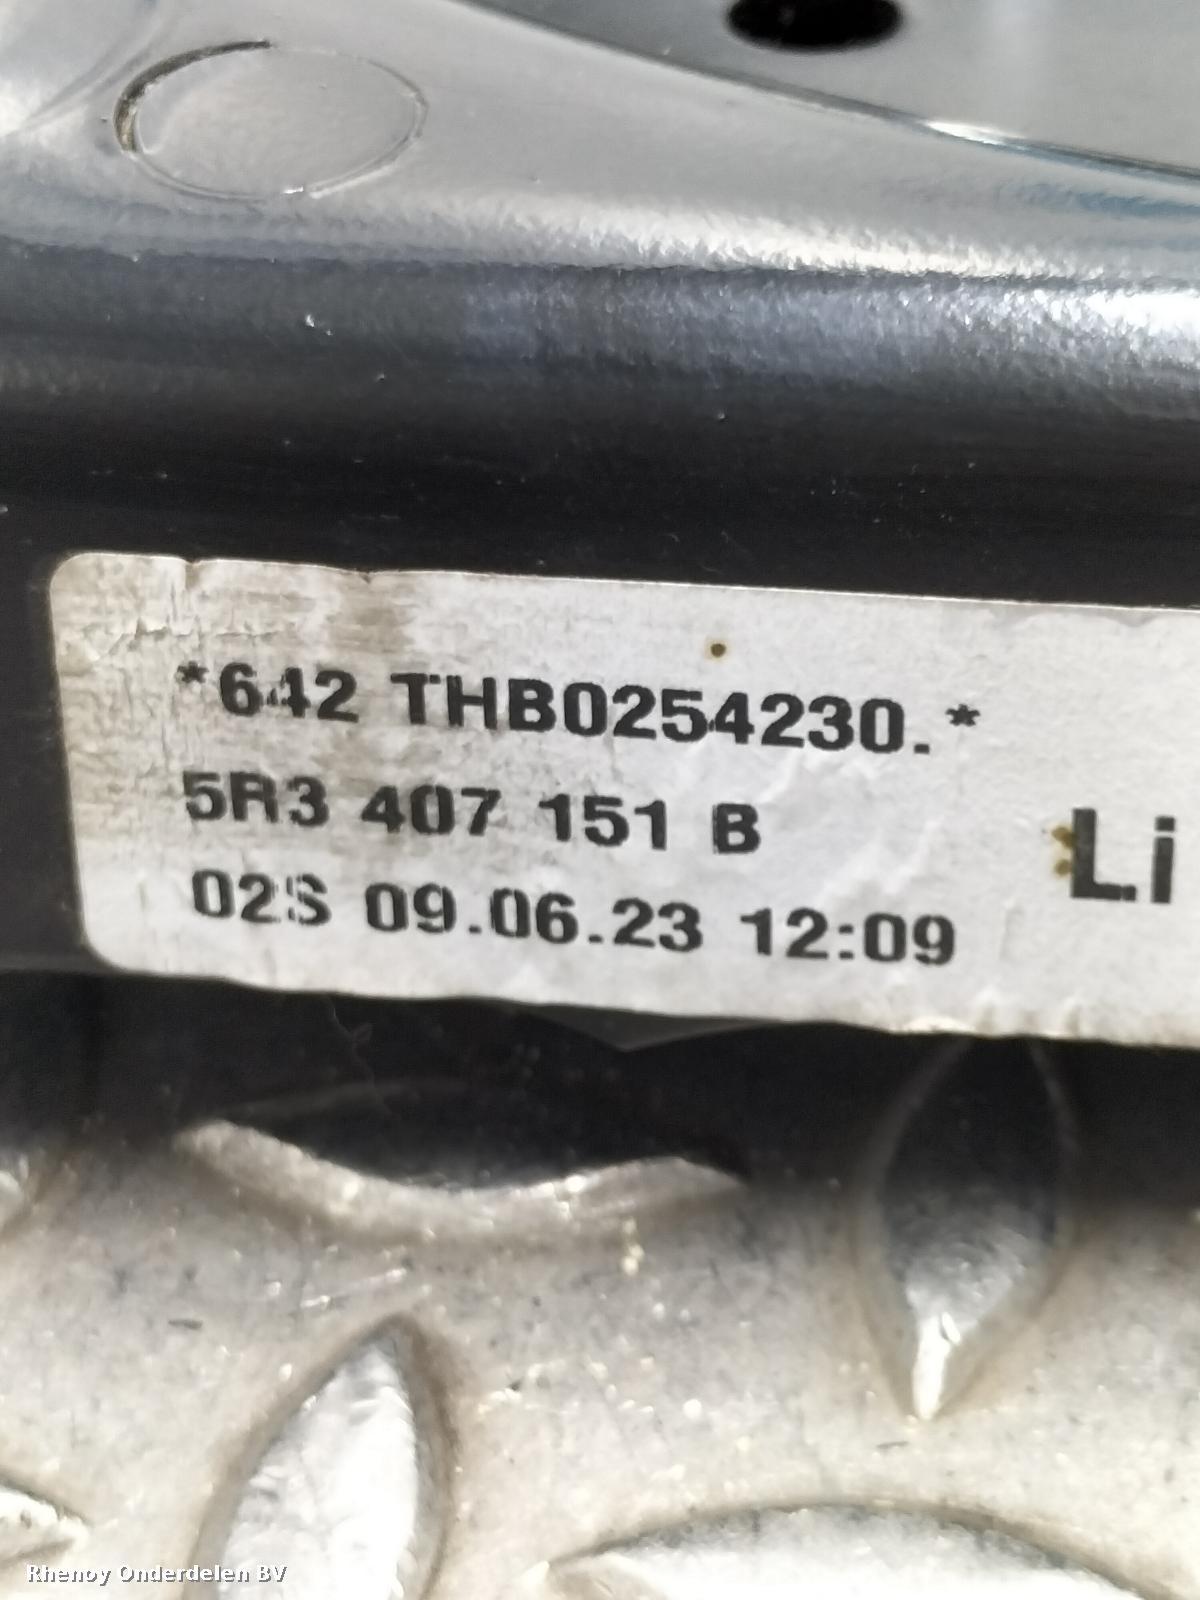 *642 THB0254230.*
5R3 407 151 B
Li
02S 09.06.23 12:09
Rhenoy Onderdelen BV